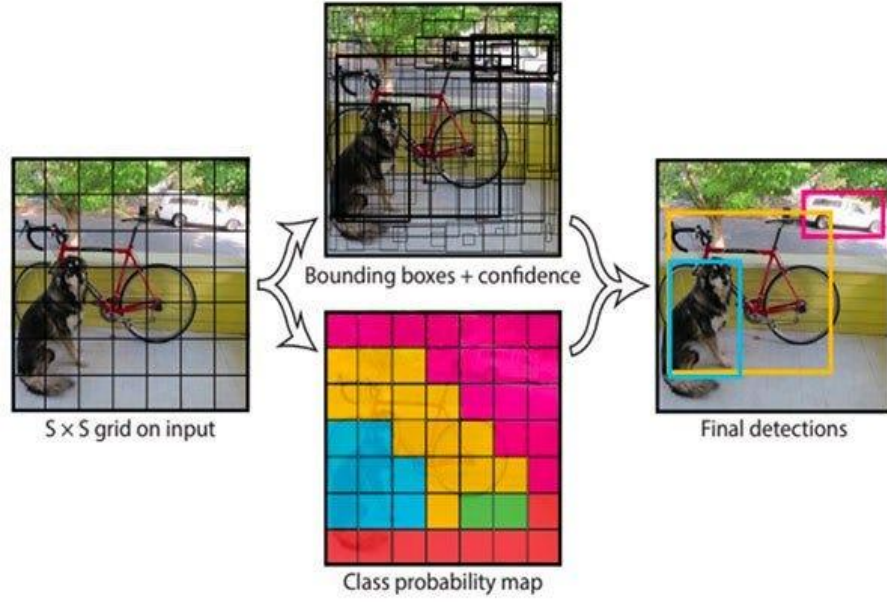 S × S grid on input
Bounding boxes + confidence
Class probability map
Final detections